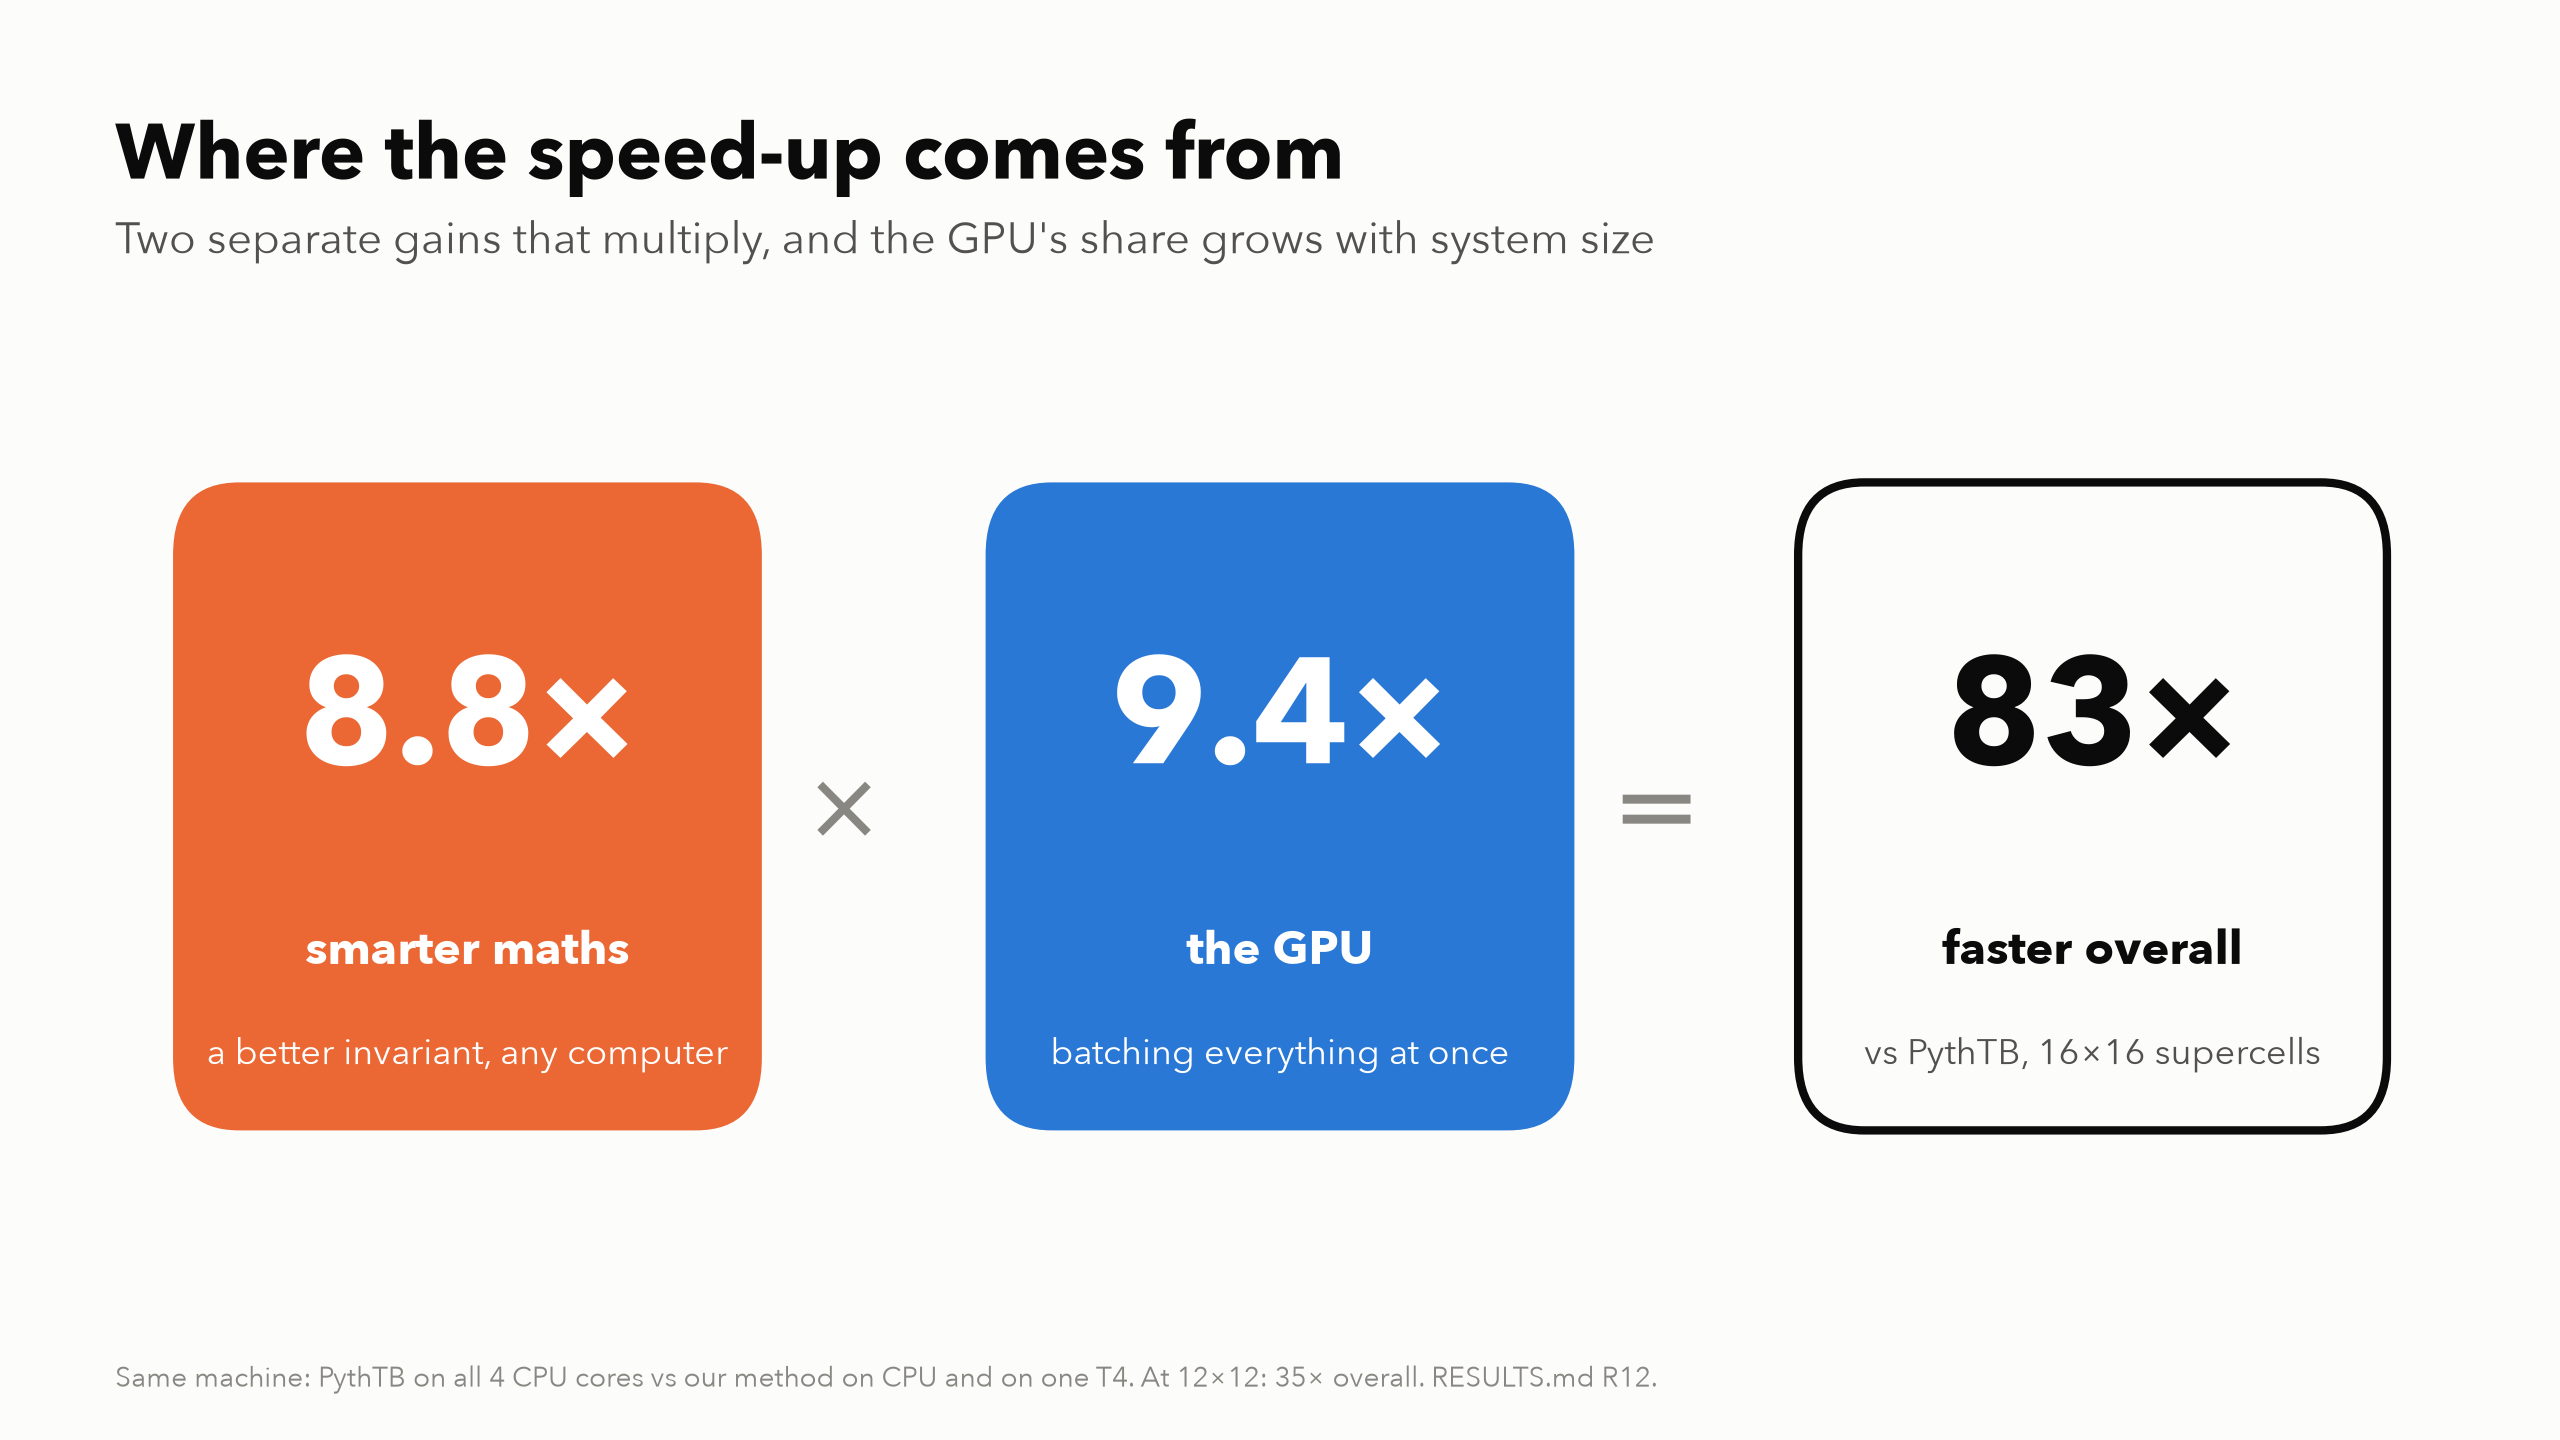 Where the speed-up comes from
Two separate gains that multiply, and the GPU's share grows with system size
8.8×
smarter maths
a better invariant, any computer
×
9.4×
the GPU
batching everything at once
=
83×
faster overall
vs PythTB, 16×16 supercells
Same machine: PythTB on all 4 CPU cores vs our method on CPU and on one T4. At 12×12: 35× overall. RESULTS.md R12.